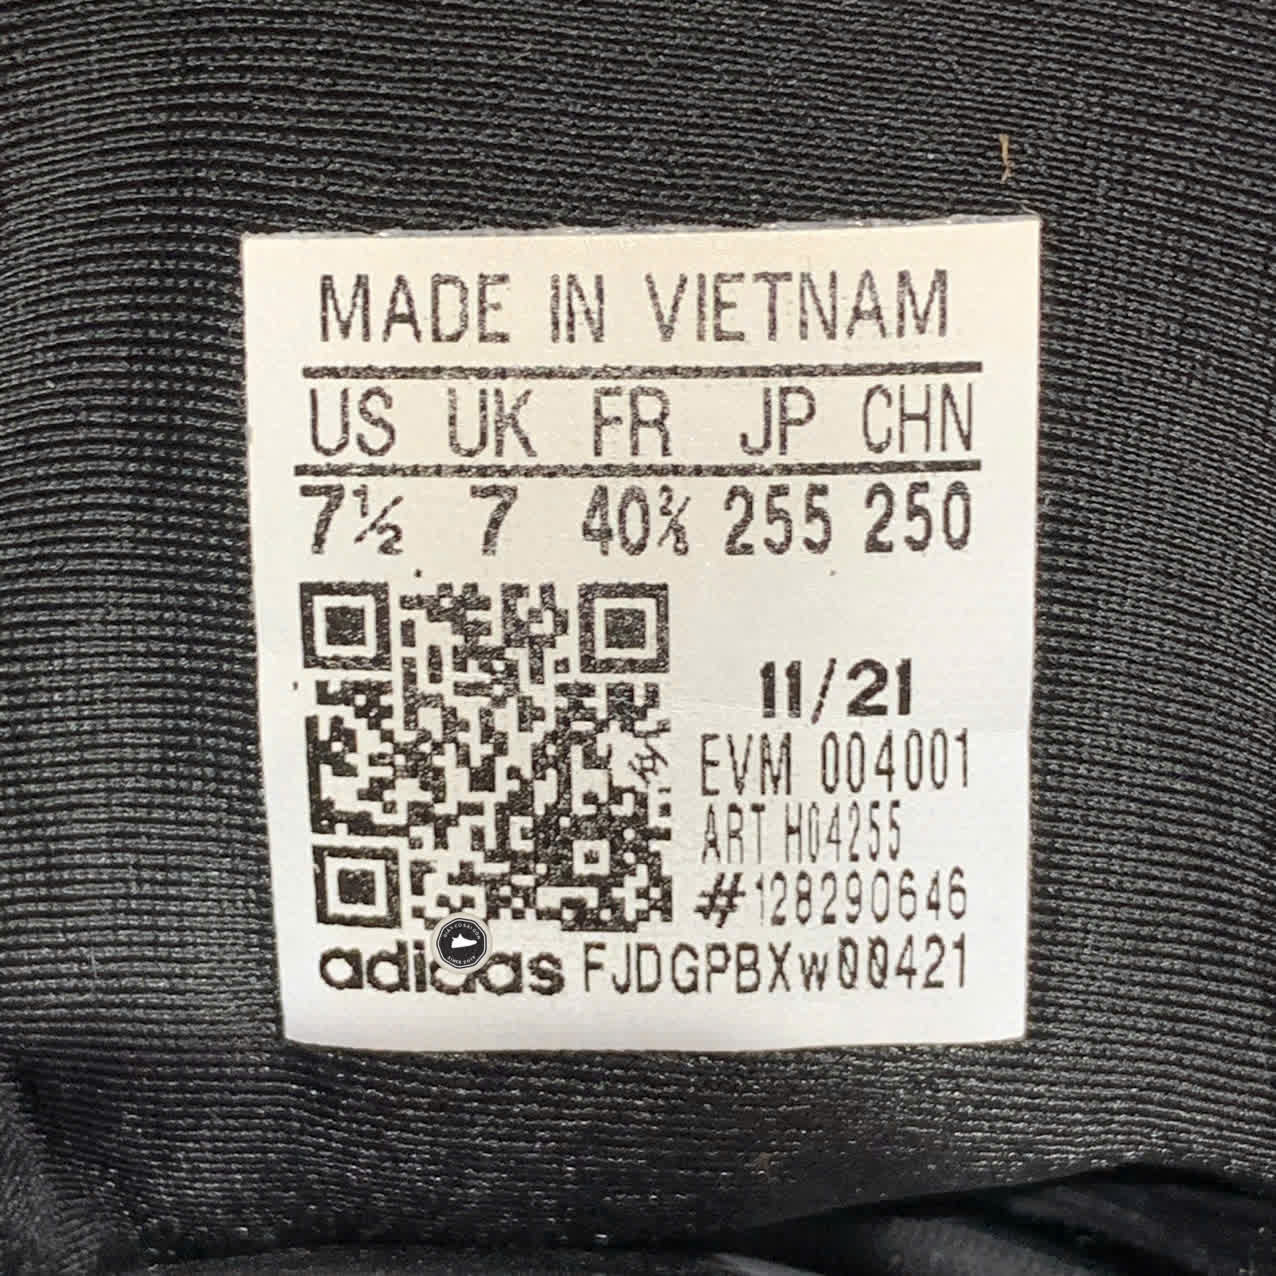 MADE IN VIETNAM
US UK FR JP CHN
7½ 7 40⅔ 255 250
11/21
EVM 004001
ART H04255
#128290646
adidas FJDGPBXw00421